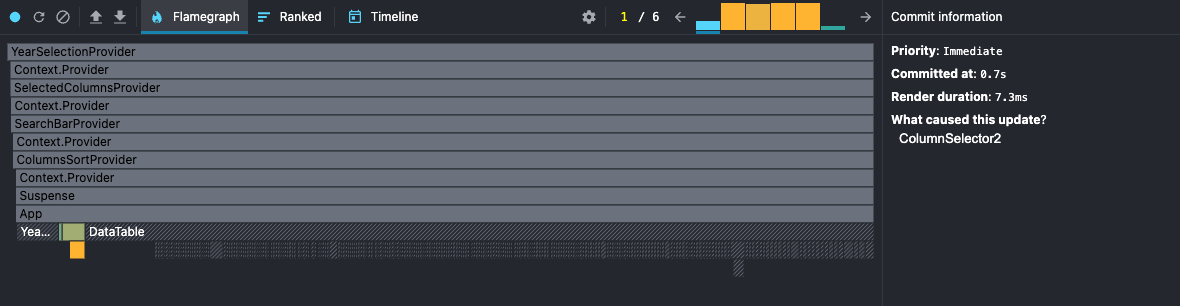 Flamegraph Ranked Timeline 1 / 6 Commit information
YearSelectionProvider
Context.Provider
SelectedColumnsProvider
Context.Provider
SearchBarProvider
Context.Provider
ColumnsSortProvider
Context.Provider
Suspense
App
Yea... DataTable
Priority: Immediate
Committed at: 0.7s
Render duration: 7.3ms
What caused this update?
ColumnSelector2